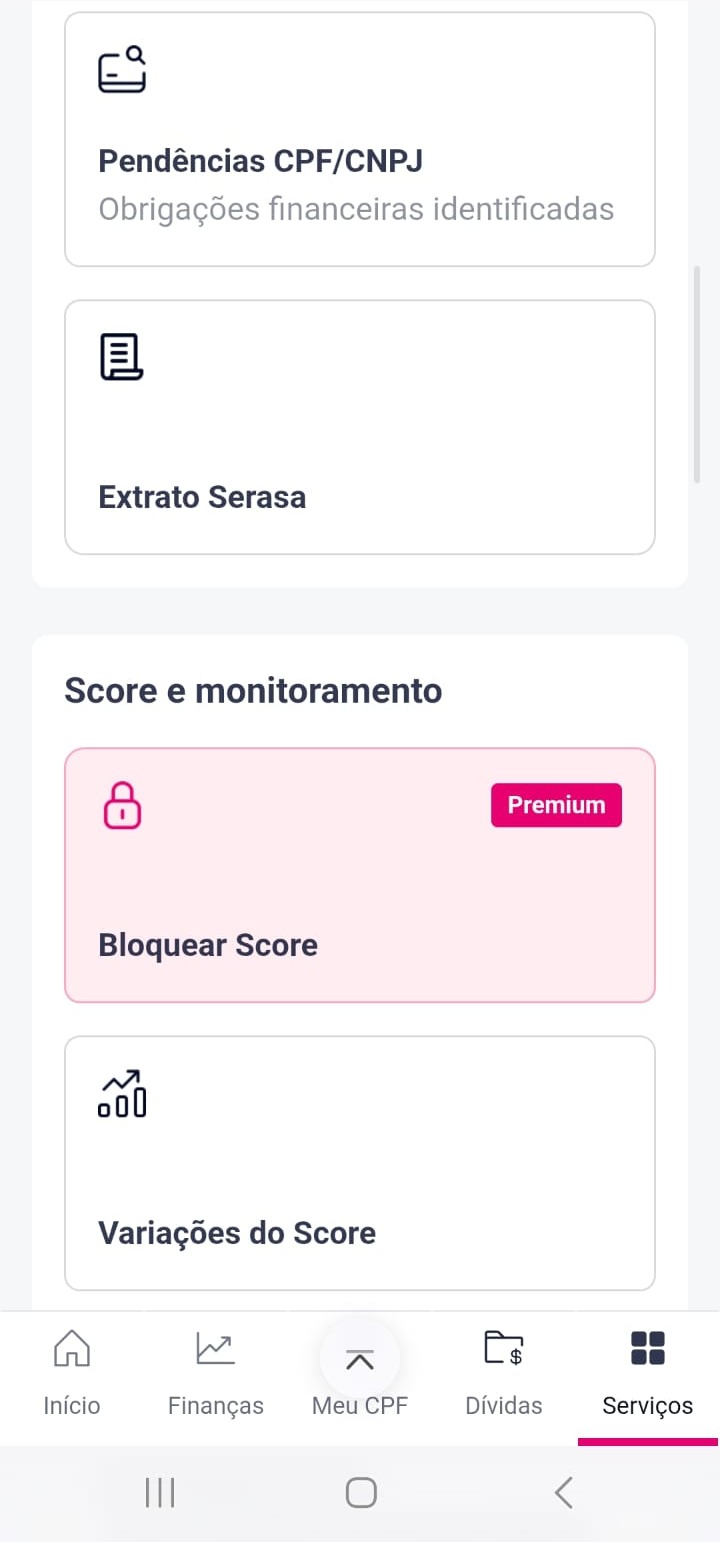 Pendências CPF/CNPJ
Obrigações financeiras identificadas
Extrato Serasa
Score e monitoramento
Premium
Bloquear Score
Variações do Score
Início
Finanças
Meu CPF
Dívidas
Serviços